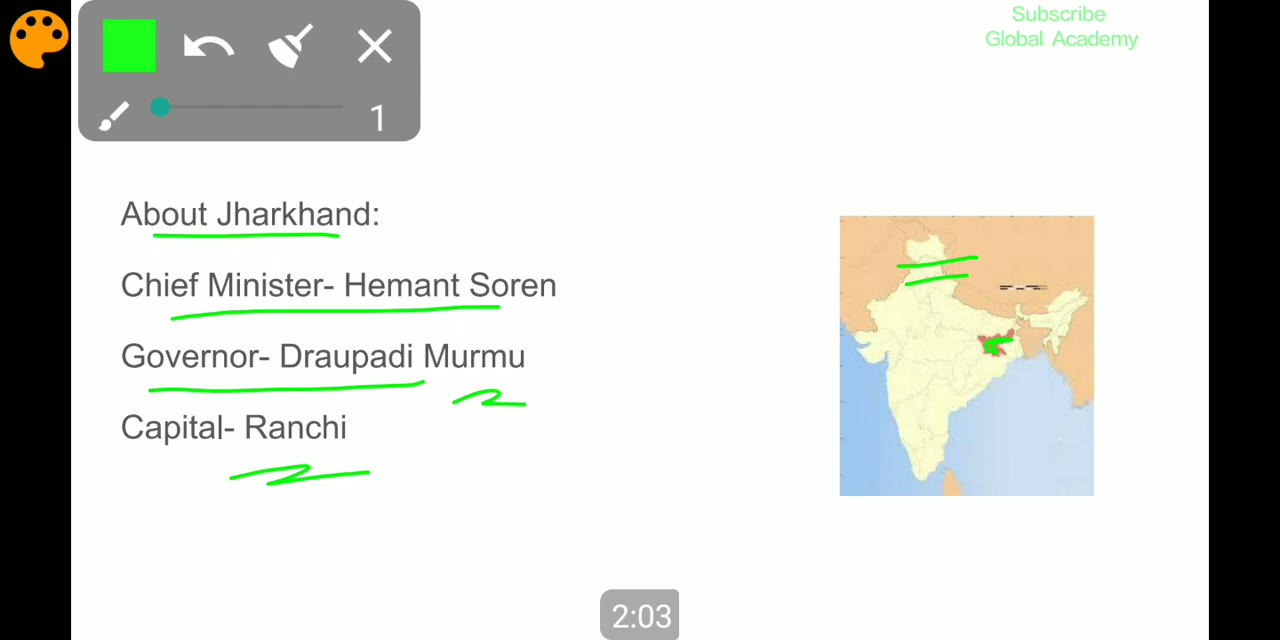 Subscribe
Global Academy
1
About Jharkhand:
Chief Minister- Hemant Soren
Governor- Draupadi Murmu
Capital- Ranchi
2:03